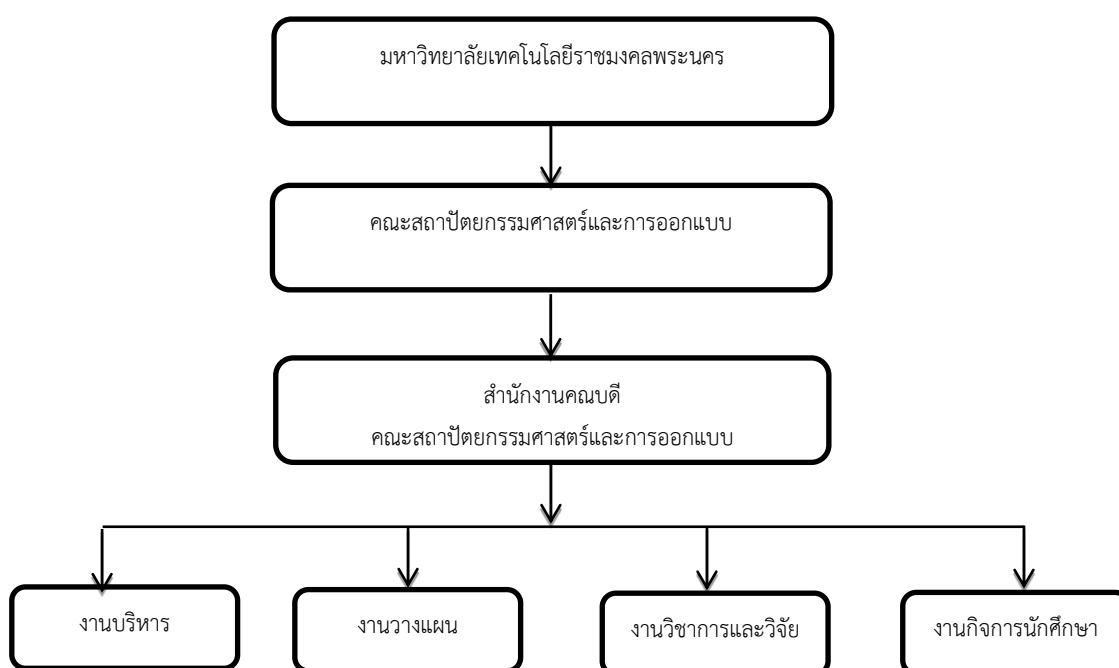 มหาวิทยาลัยเทคโนโลยีราชมงคลพระนคร
คณะสถาปัตยกรรมศาสตร์และการออกแบบ
สำนักงานคณบดี
คณะสถาปัตยกรรมศาสตร์และการออกแบบ
งานบริหาร
งานวางแผน
งานวิชาการและวิจัย
งานกิจการนักศึกษา